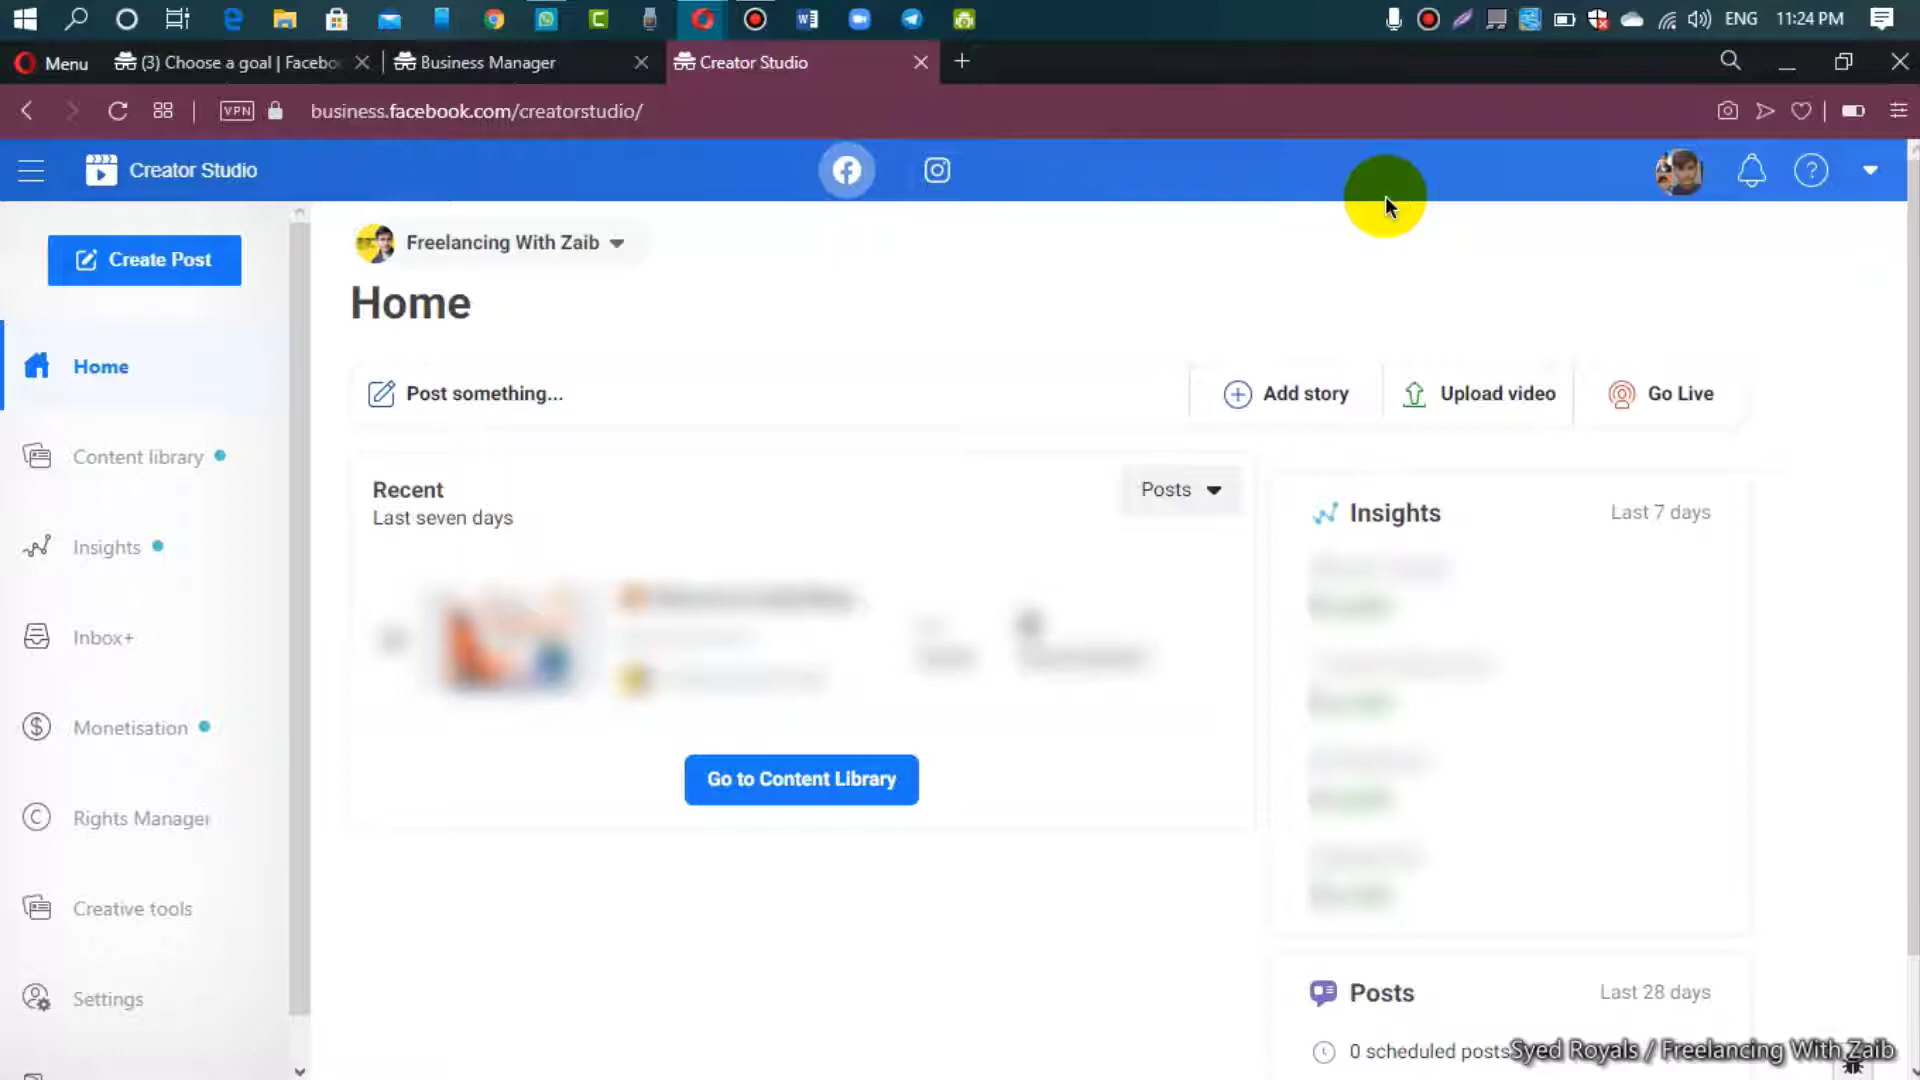 ENG 11:24 PM
Menu
(3) Choose a goal | Facebo
Business Manager
Creator Studio
VPN
business.facebook.com/creatorstudio/
Creator Studio
Create Post
Home
Content library
Insights
Inbox+
Monetisation
Rights Manager
Creative tools
Settings
Freelancing With Zaib
Home
Post something...
Add story
Upload video
Go Live
Recent
Last seven days
Posts
Go to Content Library
Insights
Last 7 days
Posts
Last 28 days
0 scheduled posts
Syed Royals / Freelancing With Zaib